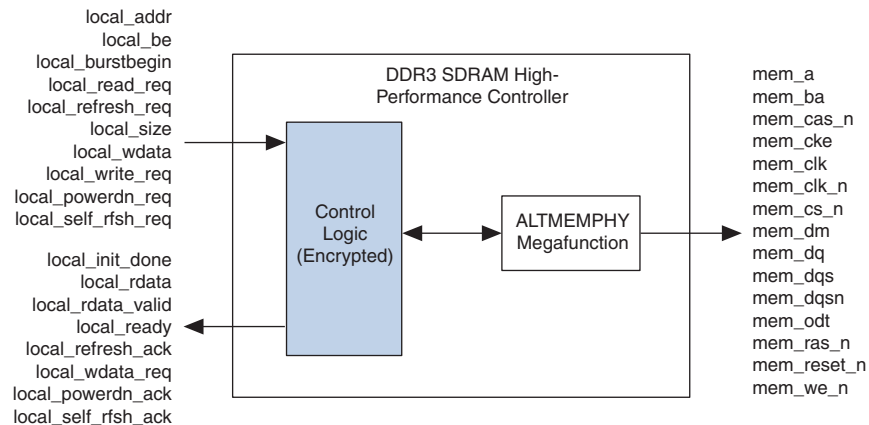 local_addr
local_be
local_burstbegin
local_read_req
local_refresh_req
local_size
local_wdata
local_write_req
local_powerdn_req
local_self_rfsh_req
local_init_done
local_rdata
local_rdata_valid
local_ready
local_refresh_ack
local_wdata_req
local_powerdn_ack
local_self_rfsh_ack
DDR3 SDRAM High-
Performance Controller
Control
Logic
(Encrypted)
ALTMEMPHY
Megafunction
mem_a
mem_ba
mem_cas_n
mem_cke
mem_clk
mem_clk_n
mem_cs_n
mem_dm
mem_dq
mem_dqs
mem_dqsn
mem_odt
mem_ras_n
mem_reset_n
mem_we_n